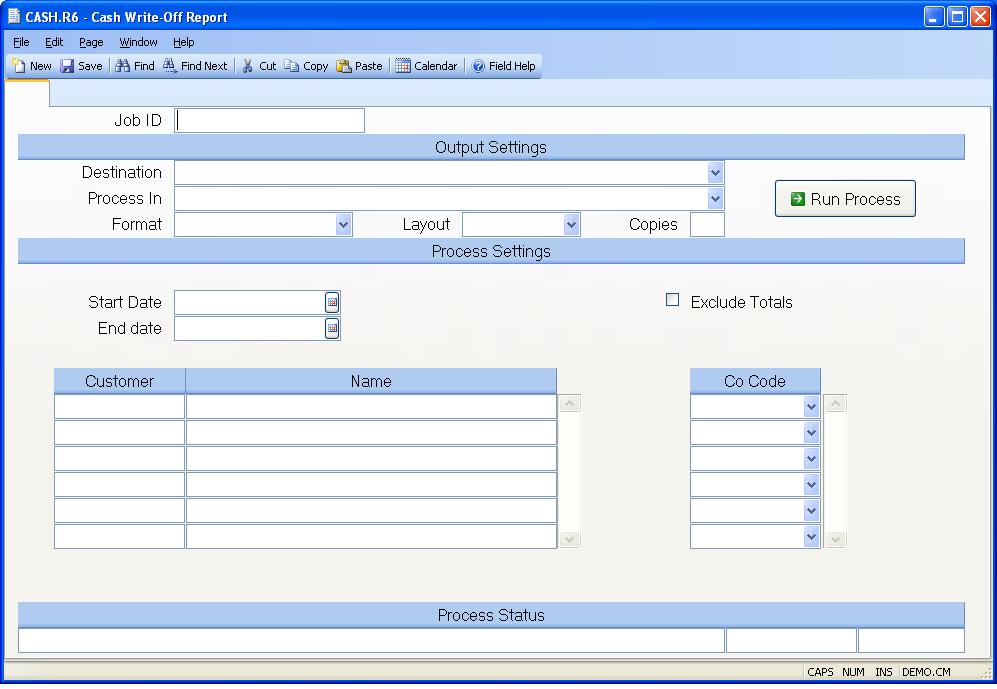 CASH.R6 - Cash Write-Off Report
File Edit Page Window Help
New Save Find Find Next Cut Copy Paste Calendar Field Help
Job ID
Output Settings
Destination
Process In
Run Process
Format Layout Copies
Process Settings
Start Date
Exclude Totals
End date
Customer Name Co Code
Process Status
CAPS NUM INS DEMO.CM